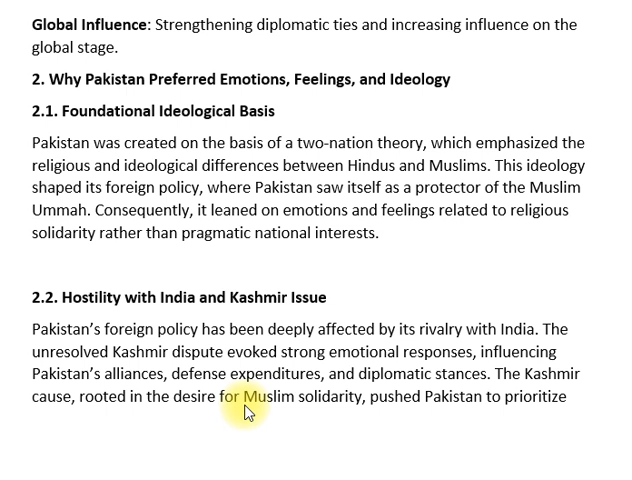 Global Influence: Strengthening diplomatic ties and increasing influence on the
global stage.
2. Why Pakistan Preferred Emotions, Feelings, and Ideology
2.1. Foundational Ideological Basis
Pakistan was created on the basis of a two-nation theory, which emphasized the
religious and ideological differences between Hindus and Muslims. This ideology
shaped its foreign policy, where Pakistan saw itself as a protector of the Muslim
Ummah. Consequently, it leaned on emotions and feelings related to religious
solidarity rather than pragmatic national interests.
2.2. Hostility with India and Kashmir Issue
Pakistan’s foreign policy has been deeply affected by its rivalry with India. The
unresolved Kashmir dispute evoked strong emotional responses, influencing
Pakistan’s alliances, defense expenditures, and diplomatic stances. The Kashmir
cause, rooted in the desire for Muslim solidarity, pushed Pakistan to prioritize